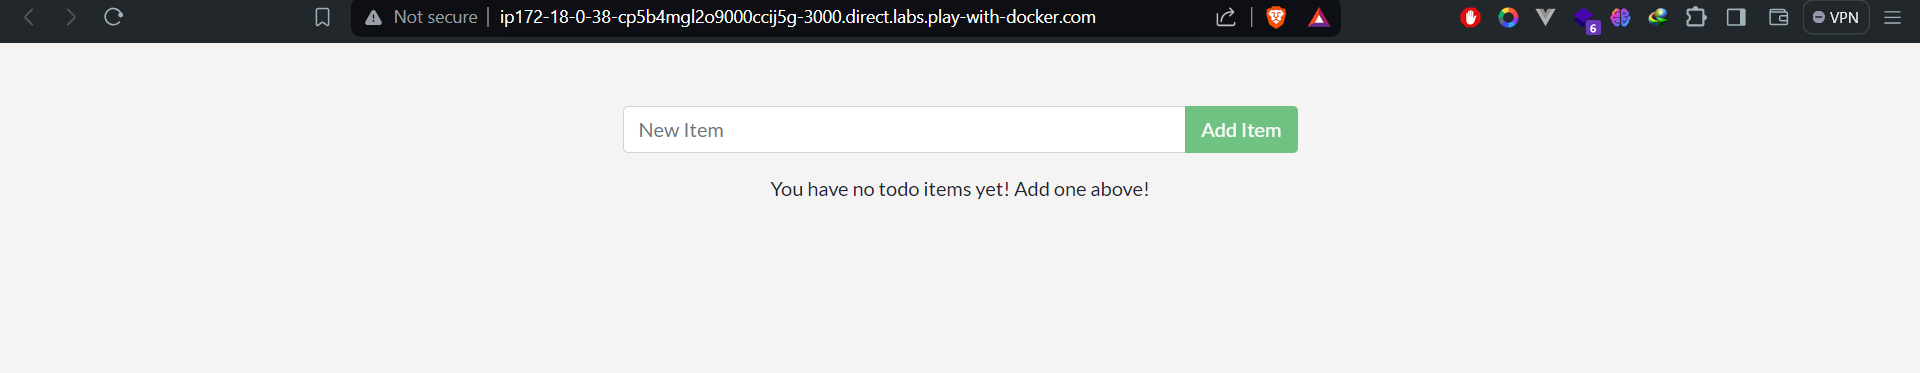 Not secure ip172-18-0-38-cp5b4mgl2o9000ccij5g-3000.direct.labs.play-with-docker.com 6 VPN
New Item Add Item
You have no todo items yet! Add one above!